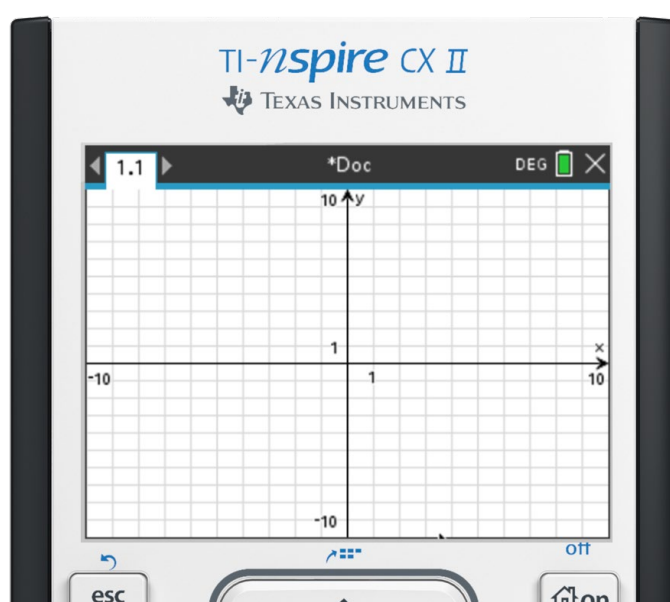 TI-nspire CX II
TEXAS INSTRUMENTS
1.1 *Doc DEG
10 y
1 x
-10 1 10
-10
off
esc on